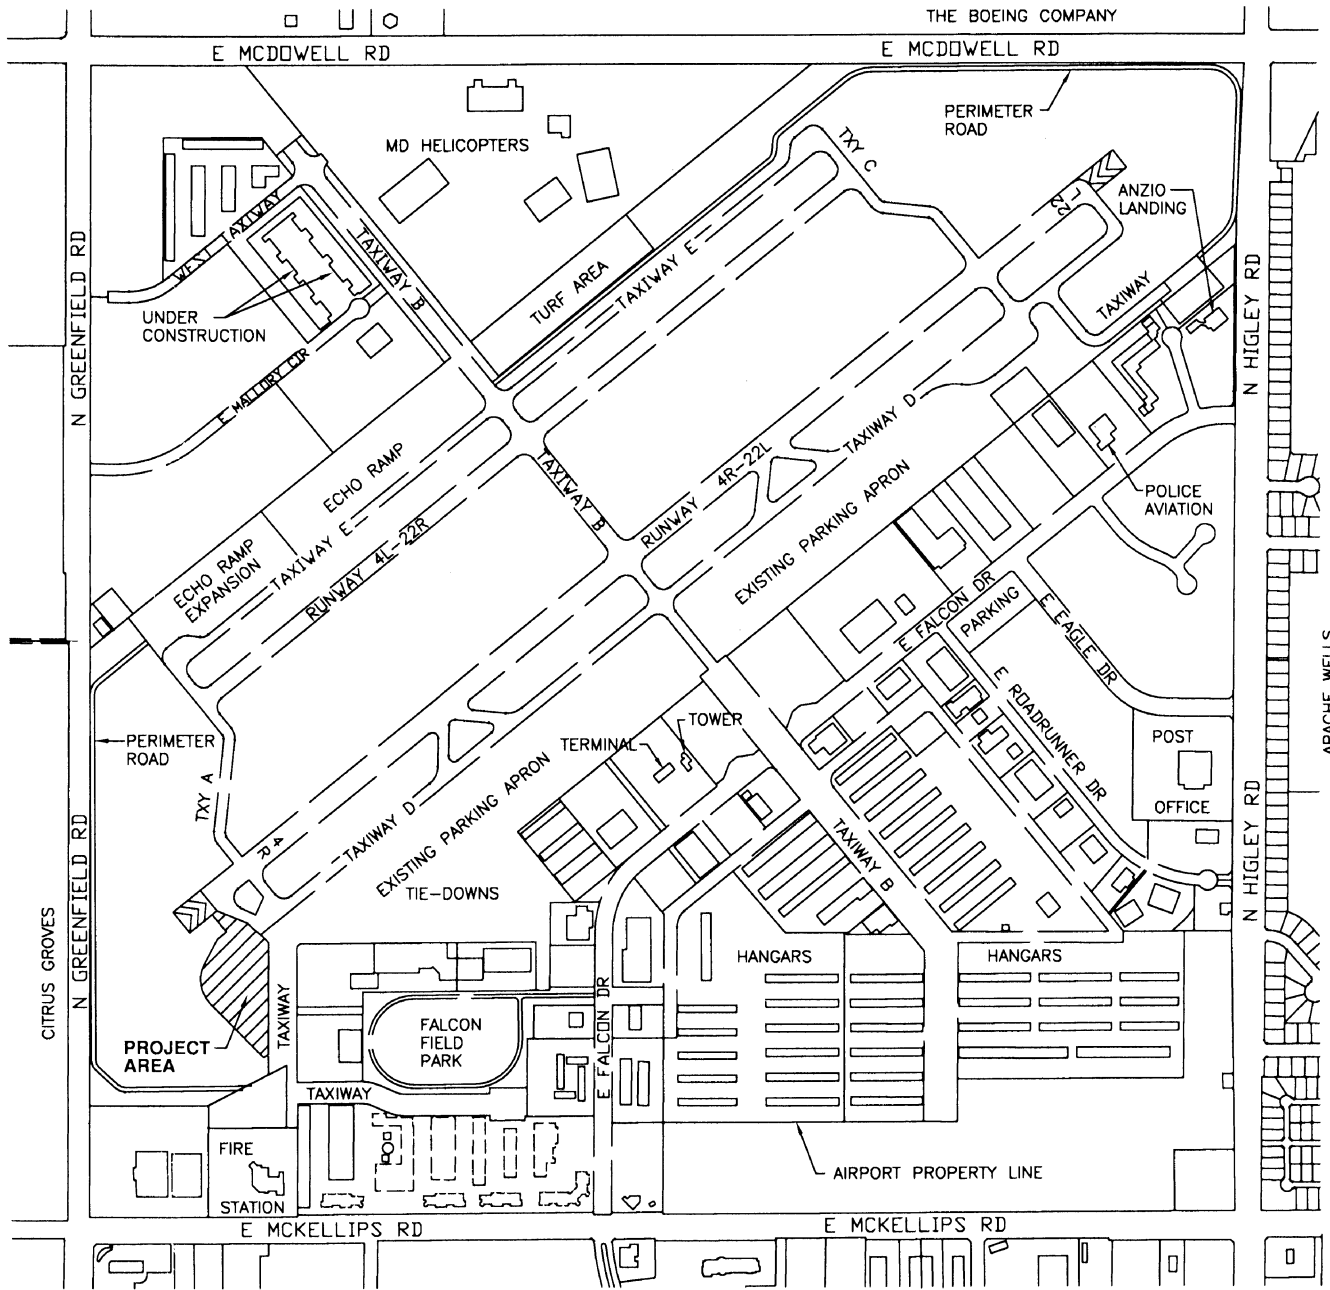 THE BOEING COMPANY
E MCDOWELL RD
E MCDOWELL RD
PERIMETER
ROAD
MD HELICOPTERS
TXY C
ANZIO
LANDING
22 L
WEST TAXIWAY
TAXIWAY B
TURF AREA
TAXIWAY E
TAXIWAY
N GREENFIELD RD
N HIGLEY RD
UNDER
CONSTRUCTION
E MALLORY CIR
ECHO RAMP
TAXIWAY B
RUNWAY 4R-22L
TAXIWAY D
EXISTING PARKING APRON
POLICE
AVIATION
ECHO RAMP
EXPANSION
TAXIWAY E
RUNWAY 4L-22R
E FALCON DR
PARKING
E EAGLE DR
E ROADRUNNER DR
APACHE WELLS
PERIMETER
ROAD
TXY A
TOWER
TERMINAL
POST
OFFICE
4 R
TAXIWAY D
EXISTING PARKING APRON
TIE-DOWNS
TAXIWAY B
N GREENFIELD RD
N HIGLEY RD
CITRUS GROVES
HANGARS
HANGARS
TAXIWAY
PROJECT
AREA
FALCON
FIELD
PARK
E FALCON DR
TAXIWAY
FIRE
STATION
AIRPORT PROPERTY LINE
E MCKELLIPS RD
E MCKELLIPS RD